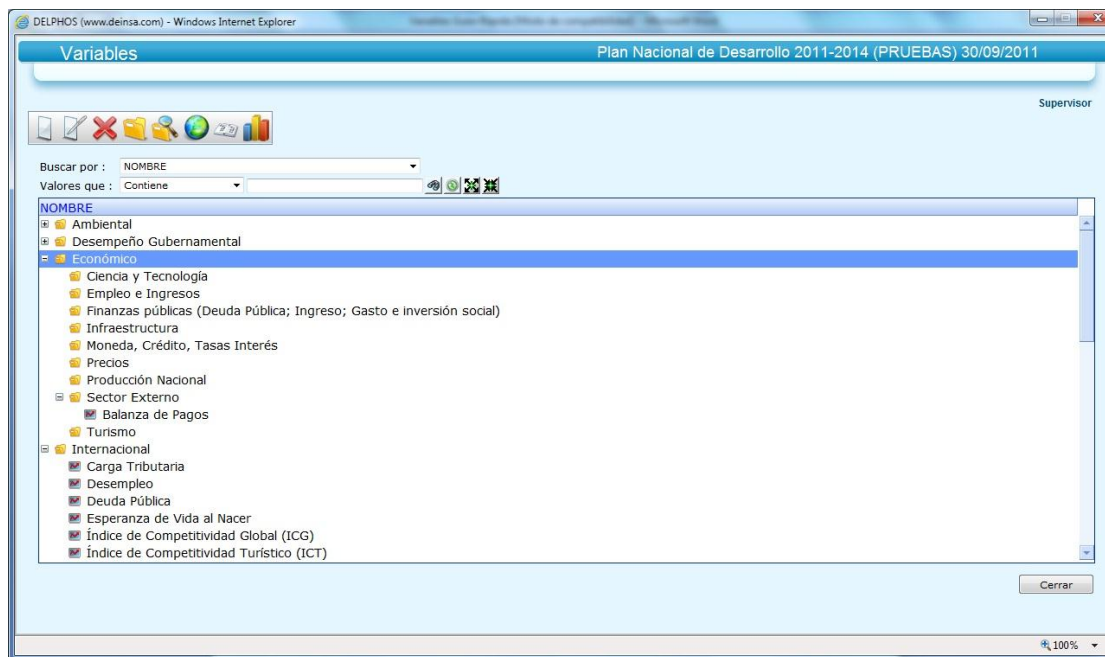 DELPHOS (www.deinsa.com) - Windows Internet Explorer
Variables Plan Nacional de Desarrollo 2011-2014 (PRUEBAS) 30/09/2011
Supervisor
Buscar por : NOMBRE
Valores que : Contiene
NOMBRE
Ambiental
Desempeño Gubernamental
Económico
Ciencia y Tecnología
Empleo e Ingresos
Finanzas públicas (Deuda Pública; Ingreso; Gasto e inversión social)
Infraestructura
Moneda, Crédito, Tasas Interés
Precios
Producción Nacional
Sector Externo
Balanza de Pagos
Turismo
Internacional
Carga Tributaria
Desempleo
Deuda Pública
Esperanza de Vida al Nacer
Índice de Competitividad Global (ICG)
Índice de Competitividad Turístico (ICT)
Cerrar
100%